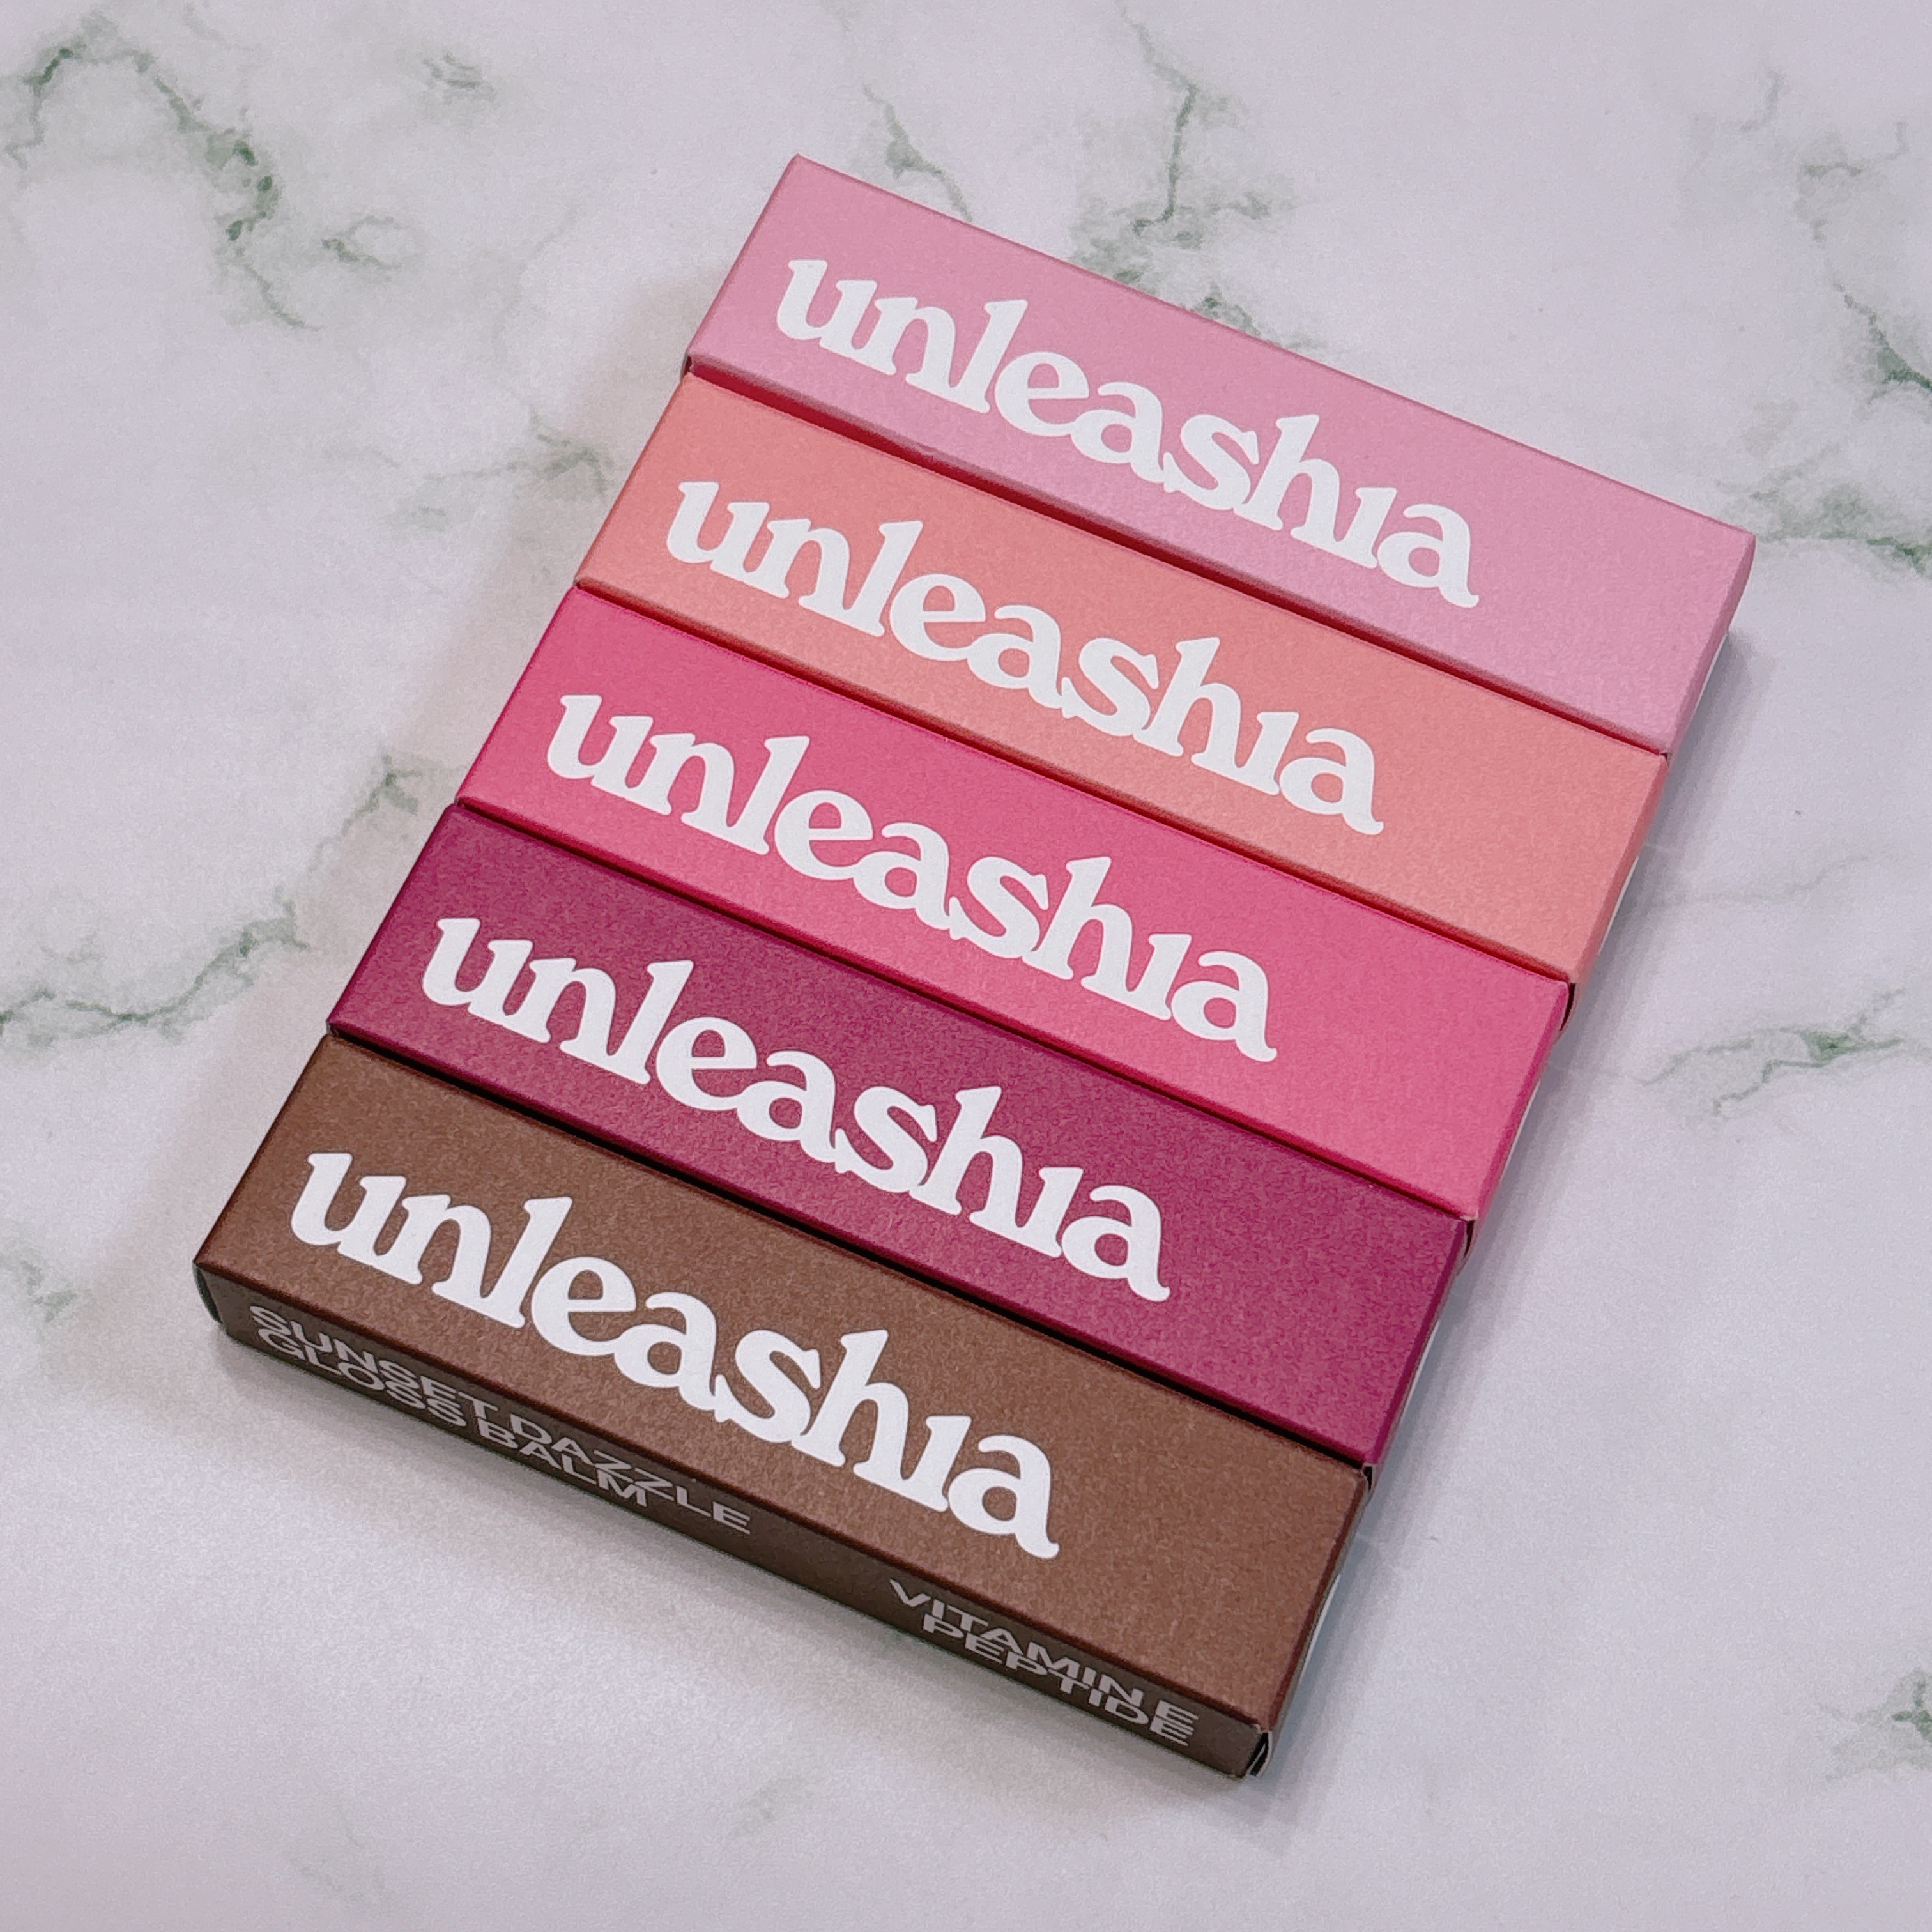 unleashia
unleashia
unleashia
unleashia
unleashia
SUNSET DAZZLE
GLOSS BALM
VITAMIN E
PEPTIDE